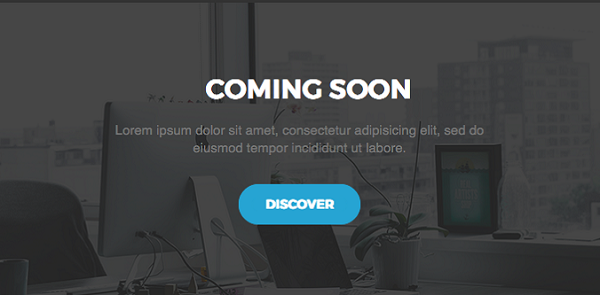 COMING SOON
Lorem ipsum dolor sit amet, consectetur adipisicing elit, sed do
eiusmod tempor incididunt ut labore.
DISCOVER